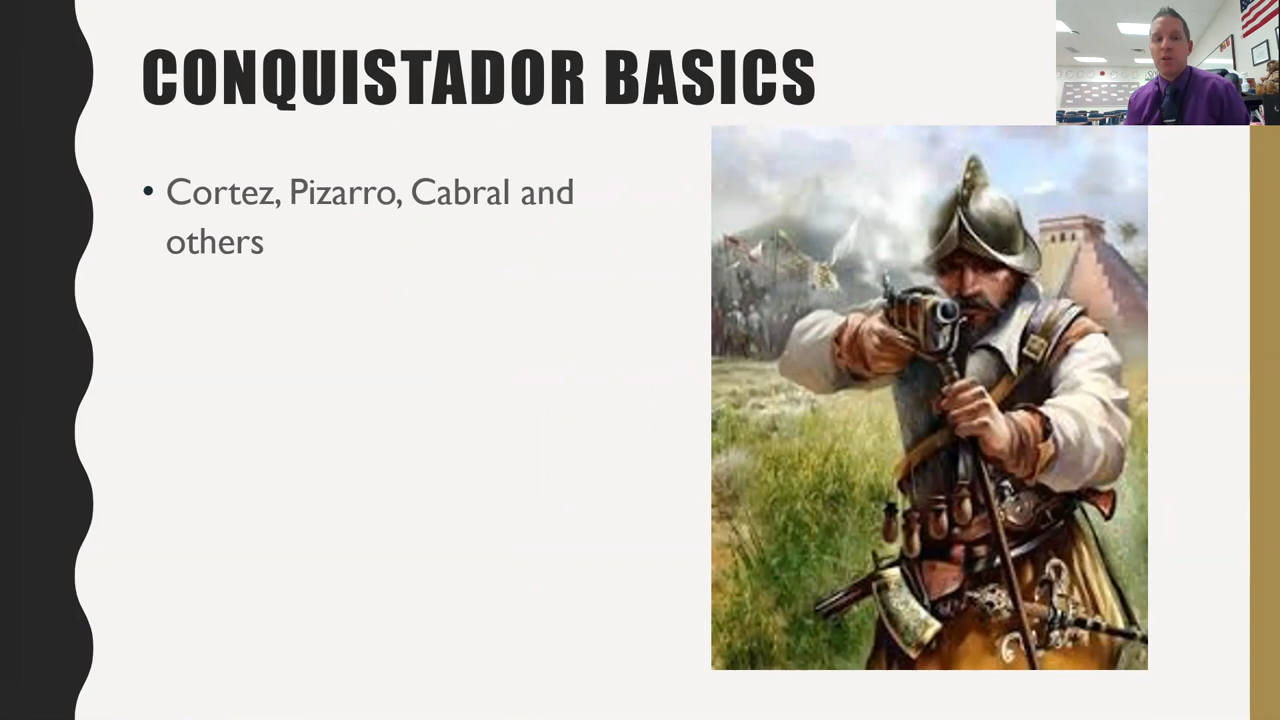 CONQUISTADOR BASICS
• Cortez, Pizarro, Cabral and
others